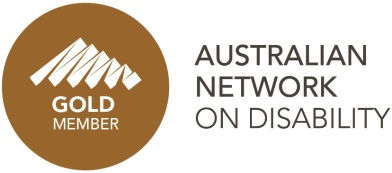 GOLD
MEMBER
AUSTRALIAN
NETWORK
ON DISABILITY